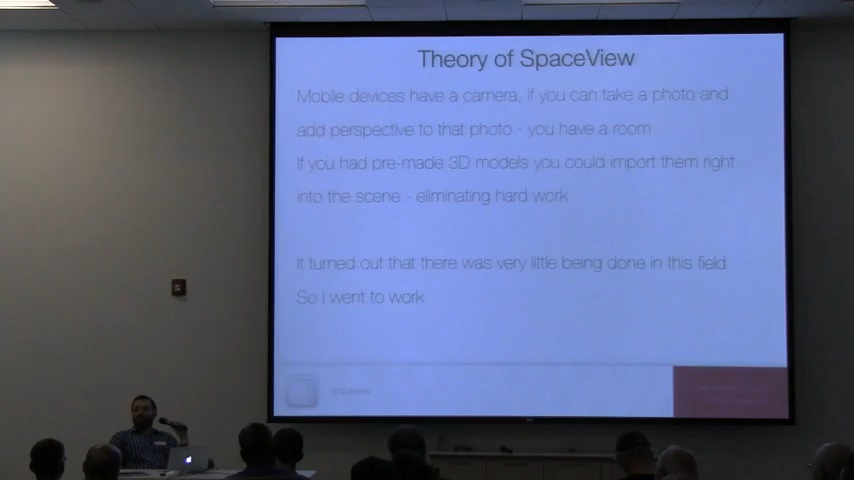 Theory of SpaceView
Mobile devices have a camera, if you can take a photo and
add perspective to that photo - you have a room
If you had pre-made 3D models you could import them right
into the scene - eliminating hard work
It turned out that there was very little being done in this field
So I went to work